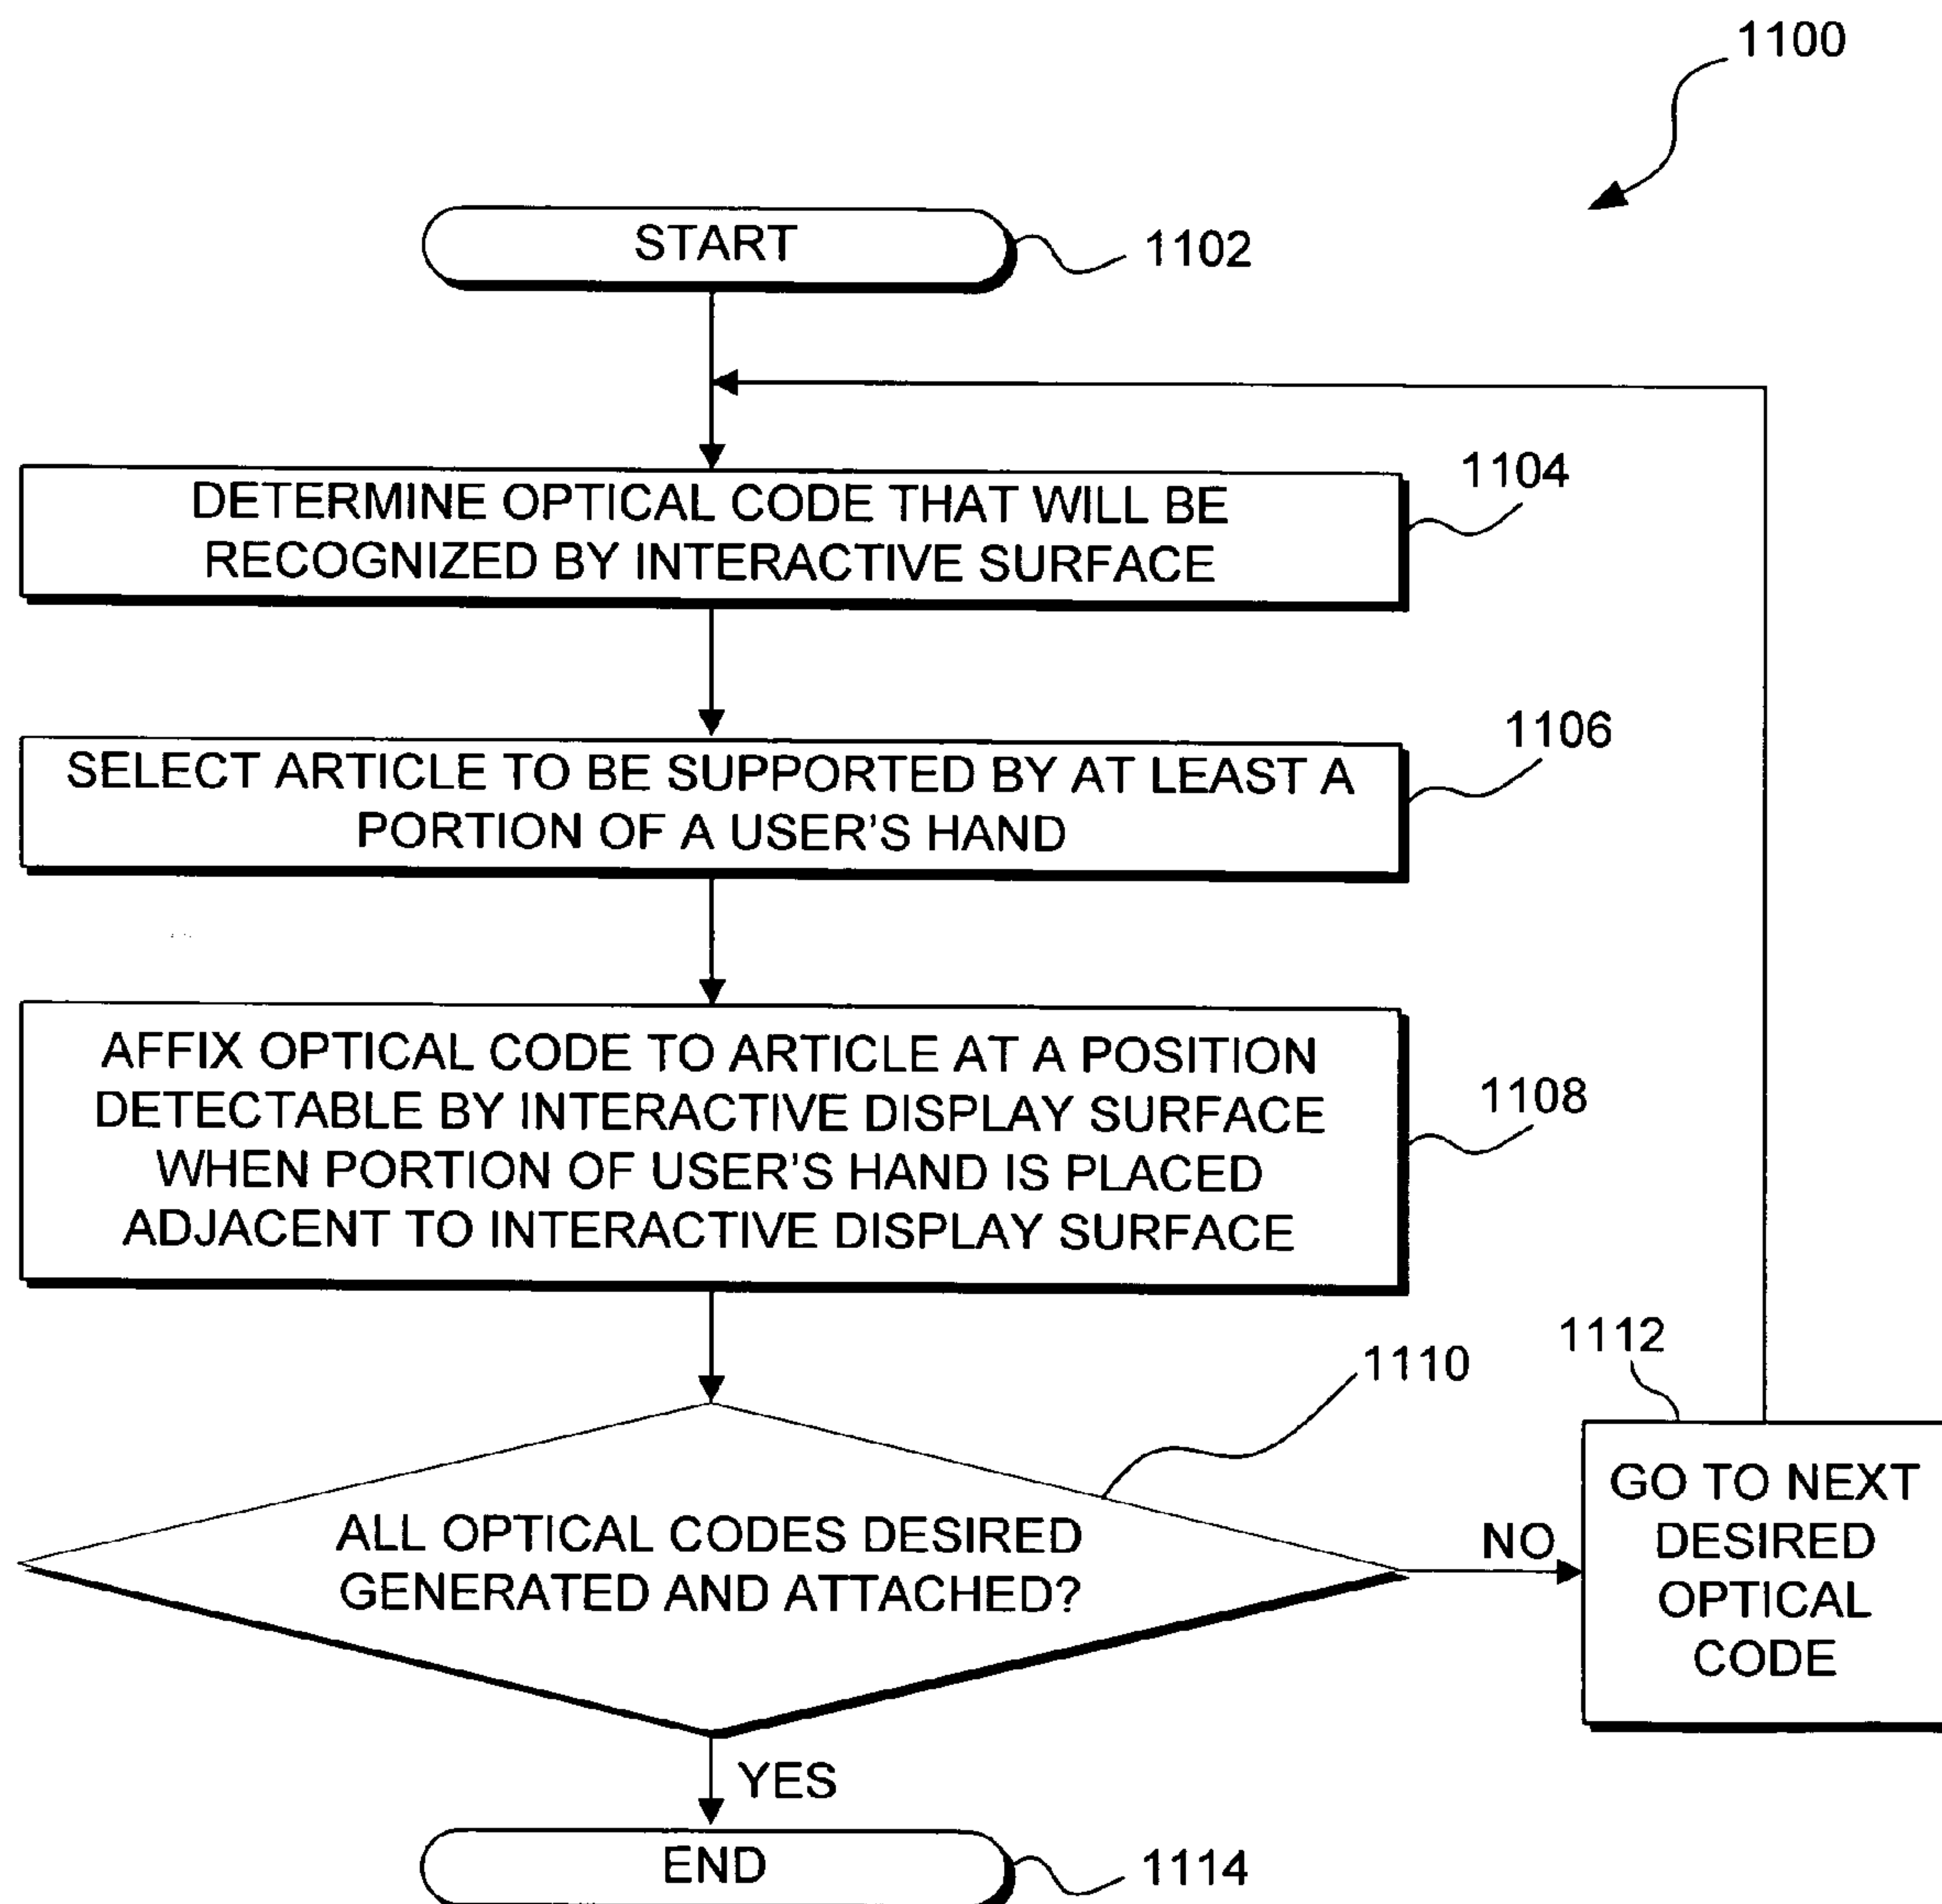 1100
START
1102
DETERMINE OPTICAL CODE THAT WILL BE
RECOGNIZED BY INTERACTIVE SURFACE
1104
SELECT ARTICLE TO BE SUPPORTED BY AT LEAST A
PORTION OF A USER'S HAND
1106
AFFIX OPTICAL CODE TO ARTICLE AT A POSITION
DETECTABLE BY INTERACTIVE DISPLAY SURFACE
WHEN PORTION OF USER'S HAND IS PLACED
ADJACENT TO INTERACTIVE DISPLAY SURFACE
1108
1110
ALL OPTICAL CODES DESIRED
GENERATED AND ATTACHED?
NO
1112
GO TO NEXT
DESIRED
OPTICAL
CODE
YES
END
1114